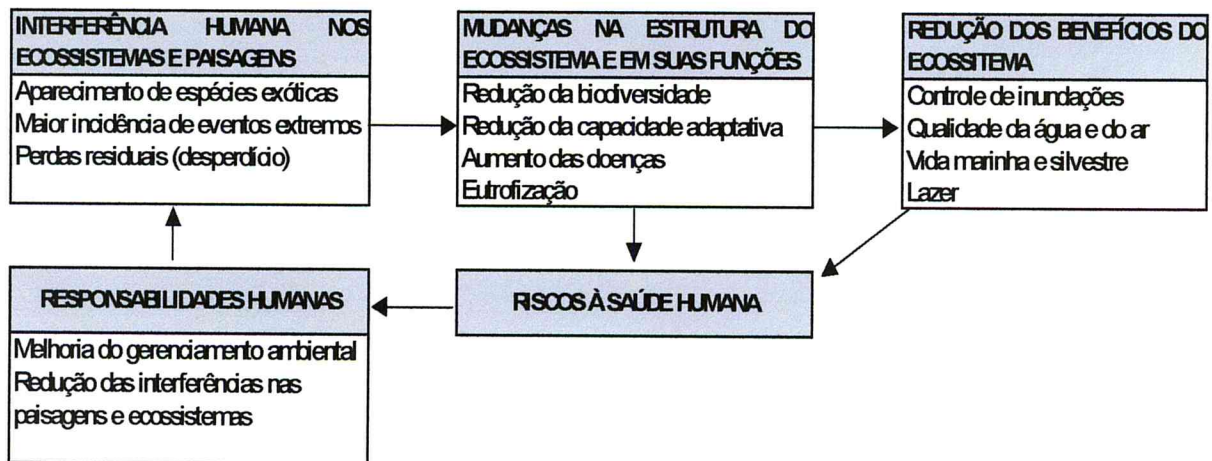 INTERFERÊNCIA HUMANA NOS
ECOSSISTEMAS E PAISAGENS
Aparecimento de espécies exóticas
Maior incidência de eventos extremos
Perdas residuais (desperdício)
MUDANÇAS NA ESTRUTURA DO
ECOSSISTEMA E EM SUAS FUNÇÕES
Redução da biodiversidade
Redução da capacidade adaptativa
Aumento das doenças
Eutrofização
REDUÇÃO DOS BENEFÍCIOS DO
ECOSSITEMA
Controle de inundações
Qualidade da água e do ar
Vida marinha e silvestre
Lazer
RESPONSABILIDADES HUMANAS
Melhoria do gerenciamento ambiental
Redução das interferências nas
paisagens e ecossistemas
RISCOS À SAÚDE HUMANA